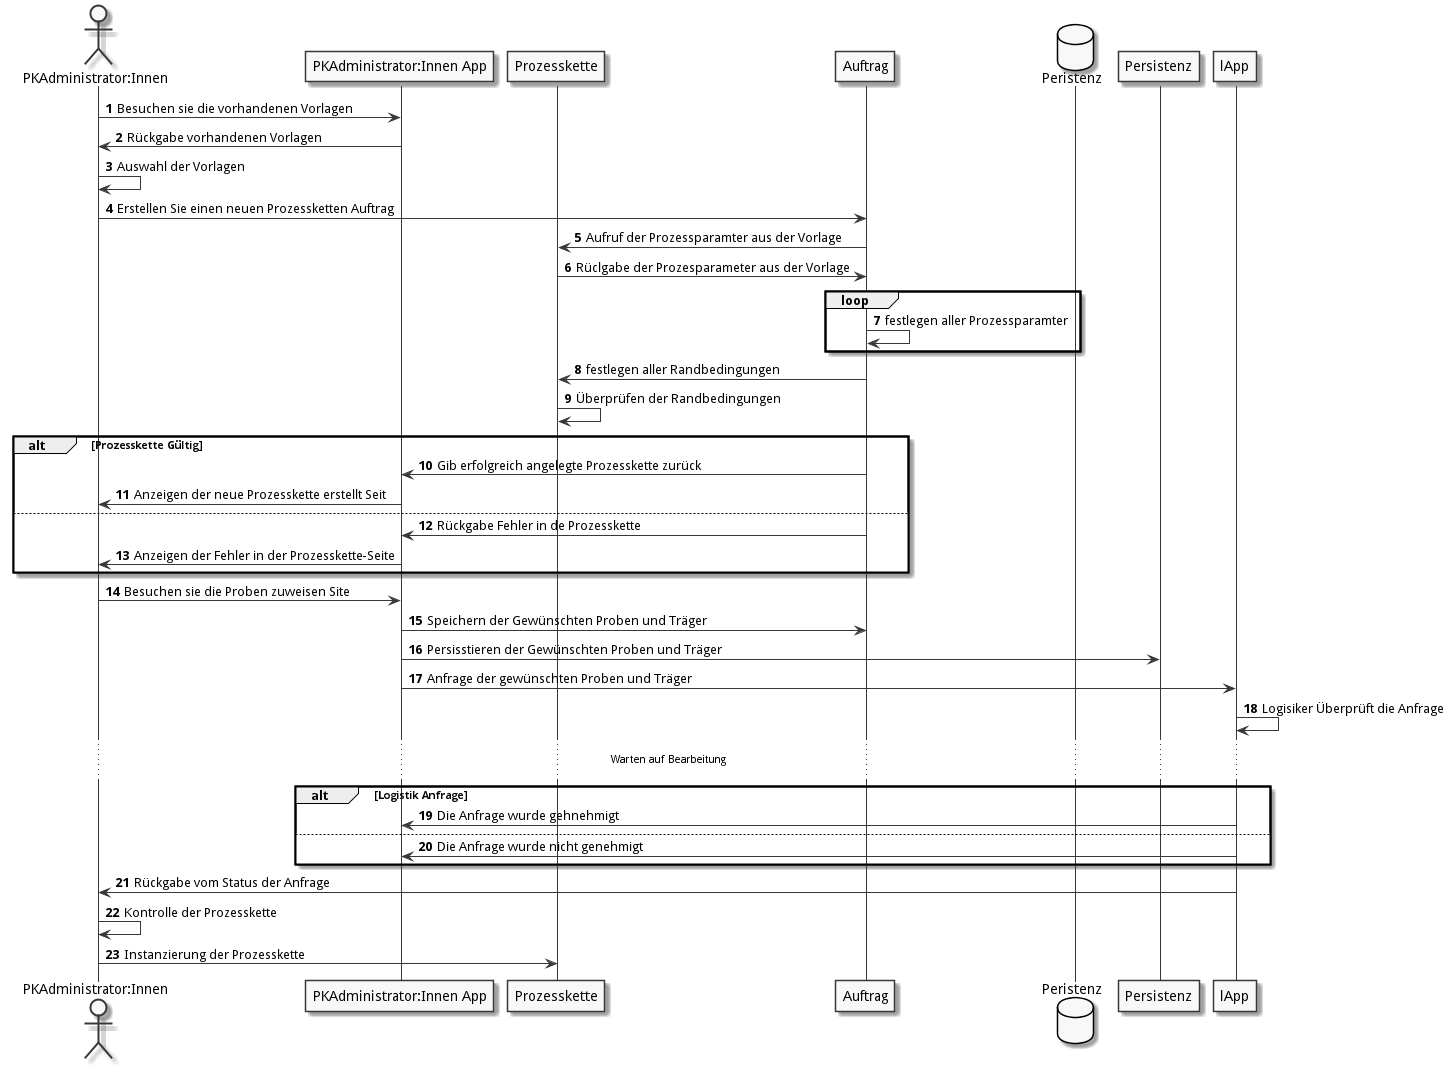 PKAdministrator:Innen
PKAdministrator:Innen App
Prozesskette
Auftrag
Peristenz
Persistenz
lApp
1 Besuchen sie die vorhandenen Vorlagen
2 Rückgabe vorhandenen Vorlagen
3 Auswahl der Vorlagen
4 Erstellen Sie einen neuen Prozessketten Auftrag
5 Aufruf der Prozessparamter aus der Vorlage
6 Rüclgabe der Prozesparameter aus der Vorlage
loop
7 festlegen aller Prozessparamter
8 festlegen aller Randbedingungen
9 Überprüfen der Randbedingungen
alt [Prozesskette Gültig]
10 Gib erfolgreich angelegte Prozesskette zurück
11 Anzeigen der neue Prozesskette erstellt Seit
12 Rückgabe Fehler in de Prozesskette
13 Anzeigen der Fehler in der Prozesskette-Seite
14 Besuchen sie die Proben zuweisen Site
15 Speichern der Gewünschten Proben und Träger
16 Persisstieren der Gewünschten Proben und Träger
17 Anfrage der gewünschten Proben und Träger
18 Logisiker Überprüft die Anfrage
Warten auf Bearbeitung
alt [Logistik Anfrage]
19 Die Anfrage wurde gehnehmigt
20 Die Anfrage wurde nicht genehmigt
21 Rückgabe vom Status der Anfrage
22 Kontrolle der Prozesskette
23 Instanzierung der Prozesskette
PKAdministrator:Innen
PKAdministrator:Innen App
Prozesskette
Auftrag
Peristenz
Persistenz
lApp